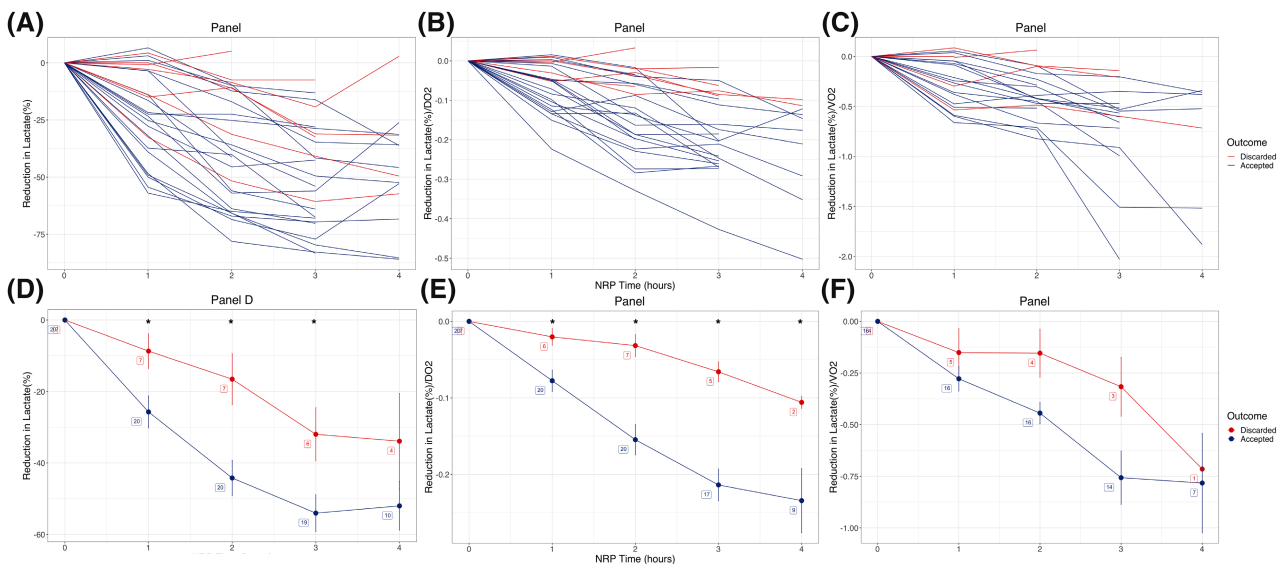 (A)
Panel
Reduction in Lactate(%)
0
-25
-50
-75
0
1
2
3
4
(B)
Panel
Reduction in Lactate(%)/DO2
0.0
-0.1
-0.2
-0.3
-0.4
-0.5
0
1
2
3
4
NRP Time (hours)
(C)
Panel
Reduction in Lactate(%)/VO2
0.0
-0.5
-1.0
-1.5
-2.0
0
1
2
3
4
Outcome
Discarded
Accepted
(D)
Panel D
Reduction in Lactate(%)
0
-20
-40
-60
* * *
7
7
6
4
20
20
19
10
0
1
2
3
4
(E)
Panel
Reduction in Lactate(%)/DO2
0.0
-0.1
-0.2
* * * *
6
7
5
2
20
20
17
9
0
1
2
3
4
NRP Time (hours)
(F)
Panel
Reduction in Lactate(%)/VO2
0.00
-0.25
-0.50
-0.75
-1.00
5
4
3
1
16
16
14
7
0
1
2
3
4
Outcome
Discarded
Accepted